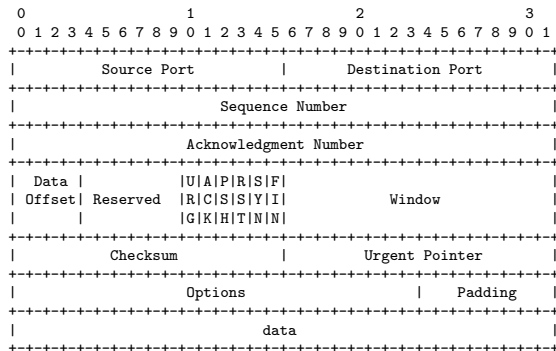 0                   1                   2                   3
0 1 2 3 4 5 6 7 8 9 0 1 2 3 4 5 6 7 8 9 0 1 2 3 4 5 6 7 8 9 0 1
+-+-+-+-+-+-+-+-+-+-+-+-+-+-+-+-+-+-+-+-+-+-+-+-+-+-+-+-+-+-+-+-+
|          Source Port          |       Destination Port        |
+-+-+-+-+-+-+-+-+-+-+-+-+-+-+-+-+-+-+-+-+-+-+-+-+-+-+-+-+-+-+-+-+
|                        Sequence Number                        |
+-+-+-+-+-+-+-+-+-+-+-+-+-+-+-+-+-+-+-+-+-+-+-+-+-+-+-+-+-+-+-+-+
|                    Acknowledgment Number                      |
+-+-+-+-+-+-+-+-+-+-+-+-+-+-+-+-+-+-+-+-+-+-+-+-+-+-+-+-+-+-+-+-+
|  Data |           |U|A|P|R|S|F|                               |
| Offset| Reserved  |R|C|S|S|Y|I|            Window             |
|       |           |G|K|H|T|N|N|                               |
+-+-+-+-+-+-+-+-+-+-+-+-+-+-+-+-+-+-+-+-+-+-+-+-+-+-+-+-+-+-+-+-+
|           Checksum            |         Urgent Pointer        |
+-+-+-+-+-+-+-+-+-+-+-+-+-+-+-+-+-+-+-+-+-+-+-+-+-+-+-+-+-+-+-+-+
|                    Options                    |    Padding    |
+-+-+-+-+-+-+-+-+-+-+-+-+-+-+-+-+-+-+-+-+-+-+-+-+-+-+-+-+-+-+-+-+
|                             data                              |
+-+-+-+-+-+-+-+-+-+-+-+-+-+-+-+-+-+-+-+-+-+-+-+-+-+-+-+-+-+-+-+-+